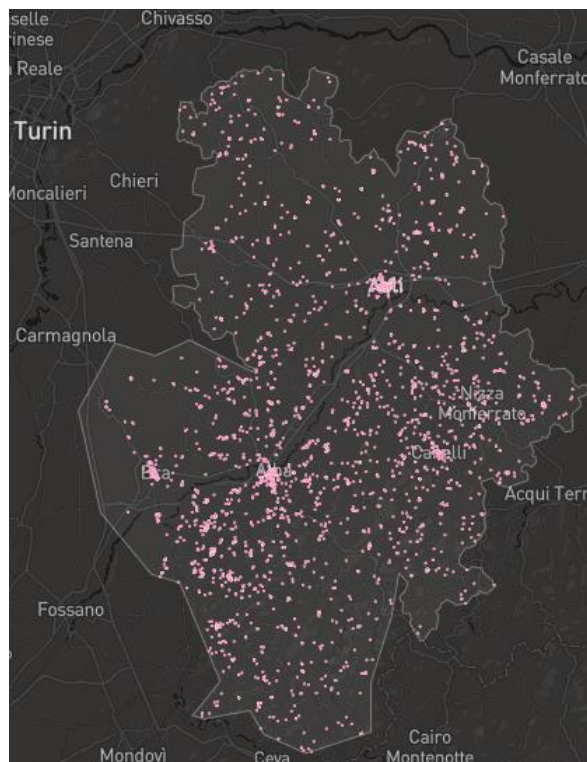 selle
Chivasso
rinese
a Reale
Casale
Monferrato
Turin
Chieri
Moncalieri
Santena
Asti
Carmagnola
Nizza
Monferrato
Canelli
Bra
Alba
Acqui Terr
Fossano
Cairo
Montenotte
Mondovì
Ceva